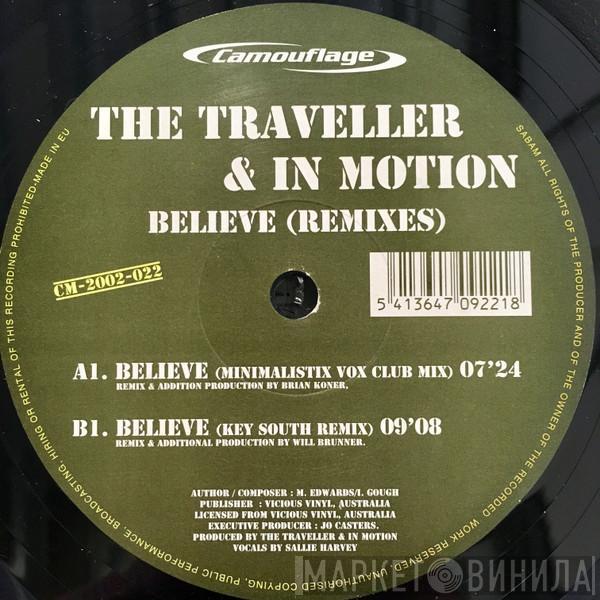 Camouflage
THE TRAVELLER
& IN MOTION
BELIEVE (REMIXES)
CM-2002-022
5 413647 092218
A1. BELIEVE (MINIMALISTIX VOX CLUB MIX) 07'24
REMIX & ADDITION PRODUCTION BY BRIAN KONER.
B1. BELIEVE (KEY SOUTH REMIX) 09'08
REMIX & ADDITIONAL PRODUCTION BY WILL BRUNNER.
AUTHOR / COMPOSER : M. EDWARDS/I. GOUGH
PUBLISHER : VICIOUS VINYL, AUSTRALIA
LICENSED FROM VICIOUS VINYL, AUSTRALIA
EXECUTIVE PRODUCER : JO CASTERS.
PRODUCED BY THE TRAVELLER & IN MOTION
VOCALS BY SALLIE HARVEY
SABAM ALL RIGHTS OF THE PRODUCER AND OF THE OWNER OF THE RECORDED WORK RESERVED. UNAUTHORISED COPYING, PUBLIC PERFORMANCE, BROADCASTING, HIRING OR RENTAL OF THIS RECORDING PROHIBITED-MADE IN EU
МАРКЕТ ВИНИЛА